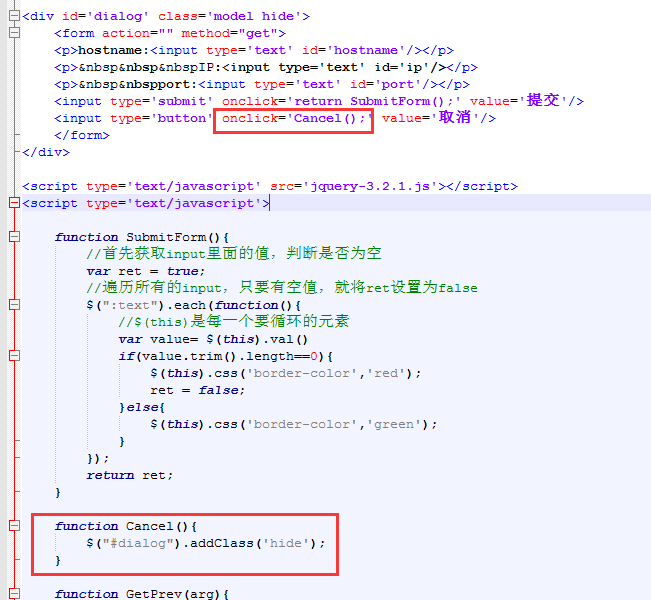 <div id='dialog' class='model hide'>
<form action="" method="get">
<p>hostname:<input type='text' id='hostname'/></p>
<p>&nbsp&nbsp&nbspIP:<input type='text' id='ip'/></p>
<p>&nbsp&nbspport:<input type='text' id='port'/></p>
<input type='submit' onclick='return SubmitForm();' value='提交'/>
<input type='button' onclick='Cancel();' value='取消'/>
</form>
</div>
<script type='text/javascript' src='jquery-3.2.1.js'></script>
<script type='text/javascript'>
function SubmitForm(){
//首先获取input里面的值，判断是否为空
var ret = true;
//遍历所有的input，只要有空值，就将ret设置为false
$(":text").each(function(){
//$(this)是每一个要循环的元素
var value= $(this).val()
if(value.trim().length==0){
$(this).css('border-color','red');
ret = false;
}else{
$(this).css('border-color','green');
}
});
return ret;
}
function Cancel(){
$("#dialog").addClass('hide');
}
function GetPrev(arg){